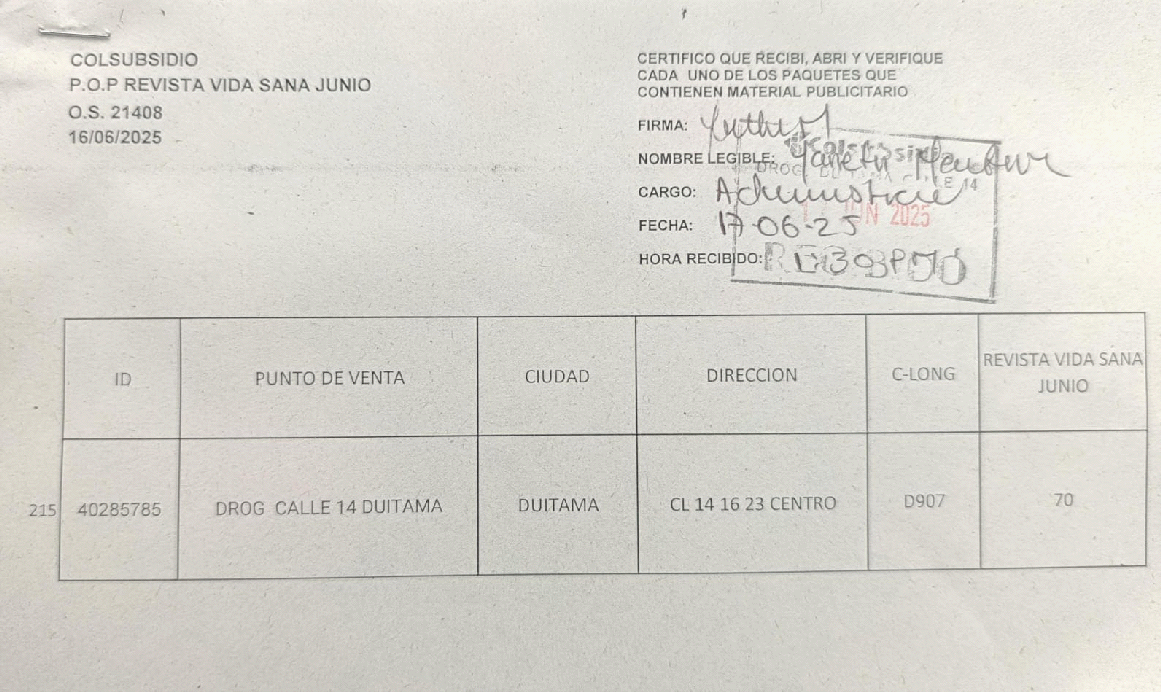 COLSUBSIDIO
P.O.P REVISTA VIDA SANA JUNIO
O.S. 21408
16/06/2025
CERTIFICO QUE RECIBI, ABRI Y VERIFIQUE
CADA UNO DE LOS PAQUETES QUE
CONTIENEN MATERIAL PUBLICITARIO
FIRMA:
NOMBRE LEGIBLE: Yaneth
CARGO:
FECHA: 17-06-25
JUN 2025
HORA RECIBIDO:
ID PUNTO DE VENTA CIUDAD DIRECCION C-LONG REVISTA VIDA SANA
JUNIO
215 40285785 DROG CALLE 14 DUITAMA DUITAMA CL 14 16 23 CENTRO D907 70